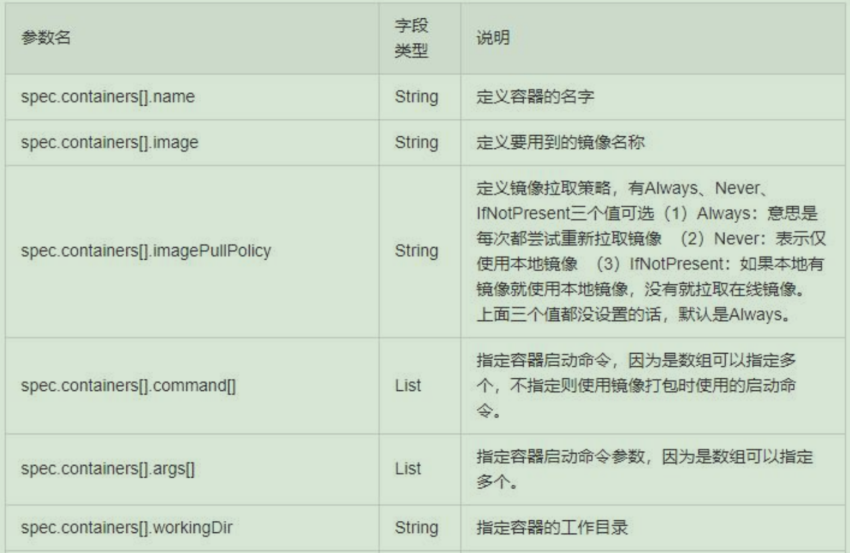 参数名
字段
类型
说明
spec.containers[].name
String
定义容器的名字
spec.containers[].image
String
定义要用到的镜像名称
spec.containers[].imagePullPolicy
String
定义镜像拉取策略，有Always、Never、
IfNotPresent三个值可选（1）Always：意思是
每次都尝试重新拉取镜像 （2）Never：表示仅
使用本地镜像 （3）IfNotPresent：如果本地有
镜像就使用本地镜像，没有就拉取在线镜像。
上面三个值都没设置的话，默认是Always。
spec.containers[].command[]
List
指定容器启动命令，因为是数组可以指定多
个，不指定则使用镜像打包时使用的启动命
令。
spec.containers[].args[]
List
指定容器启动命令参数，因为是数组可以指定
多个。
spec.containers[].workingDir
String
指定容器的工作目录